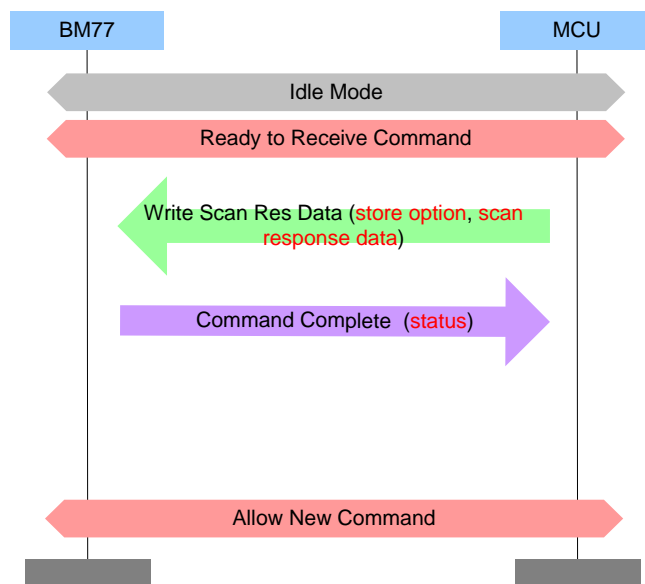 BM77
MCU
Idle Mode
Ready to Receive Command
Write Scan Res Data (store option, scan
response data)
Command Complete  (status)
Allow New Command